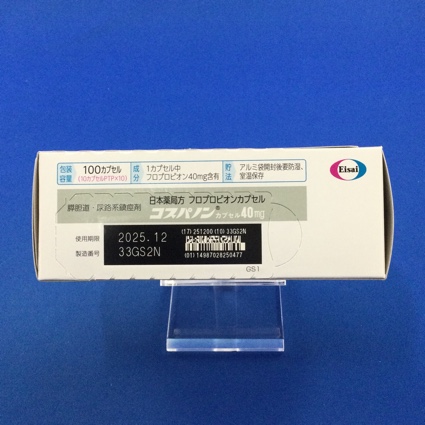 包装容量 100カプセル (10カプセルPTP×10)
成分 1カプセル中 フロプロピオン40mg含有
貯法 アルミ袋開封後要防湿、室温保存
Eisai
膵胆道・尿路系鎮痙剤
日本薬局方 フロプロピオンカプセル
コスパノン® カプセル40mg
使用期限 2025.12
製造番号 33GS2N
(17) 251200 (10) 33GS2N
(01) 14987028250477
GS1